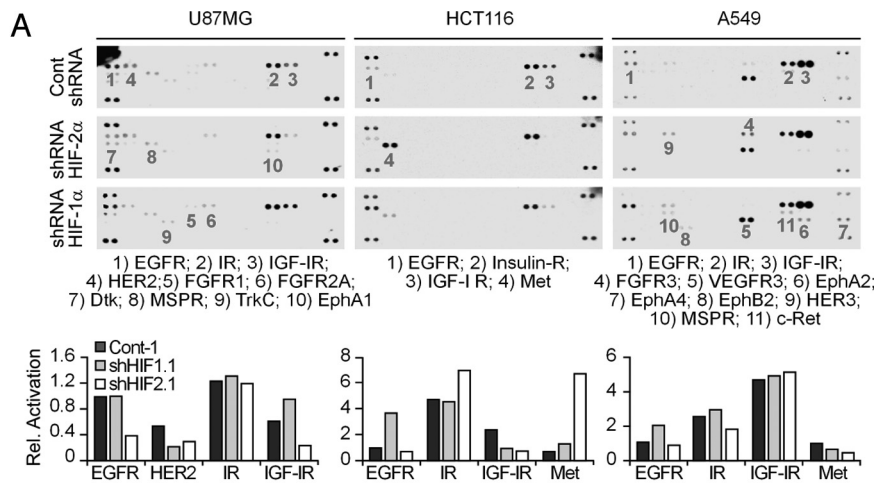 A
U87MG
HCT116
A549
Cont shRNA
1 4 2 3
1 2 3
1 2 3
shRNA HIF-2α
7 8 10
4
4
9
shRNA HIF-1α
5 6
9
10 8 5 11 6 7
1) EGFR; 2) IR; 3) IGF-IR;
4) HER2;5) FGFR1; 6) FGFR2A;
7) Dtk; 8) MSPR; 9) TrkC; 10) EphA1
1) EGFR; 2) Insulin-R;
3) IGF-I R; 4) Met
1) EGFR; 2) IR; 3) IGF-IR;
4) FGFR3; 5) VEGFR3; 6) EphA2;
7) EphA4; 8) EphB2; 9) HER3;
10) MSPR; 11) c-Ret
Rel. Activation
1.6
1.2
0.8
0.4
0
Cont-1
shHIF1.1
shHIF2.1
EGFR HER2 IR IGF-IR
8
6
4
2
0
EGFR IR IGF-IR Met
6
4
2
0
EGFR IR IGF-IR Met